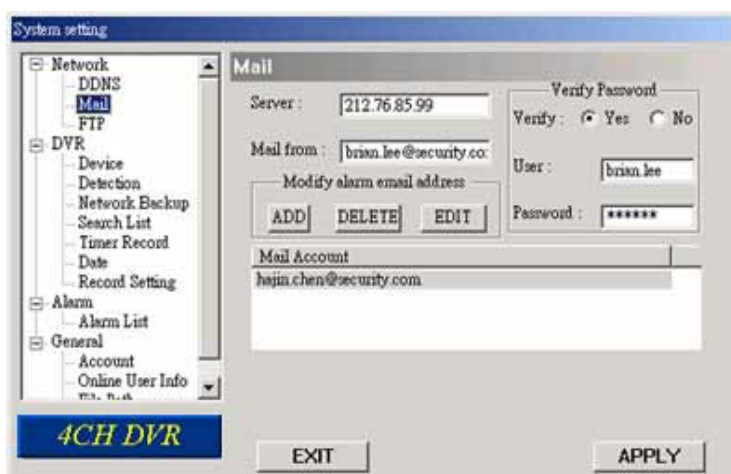 System setting
Network
DDNS
Mail
FTP
DVR
Device
Detection
Network Backup
Search List
Timer Record
Date
Record Setting
Alarm
Alarm List
General
Account
Online User Info
File Path
4CH DVR
Mail
Server :
212.76.85.99
Mail from :
brian.lee@security.co
Modify alarm email address
ADD
DELETE
EDIT
Verify Password
Verify :
Yes
No
User :
brian.lee
Password :
******
Mail Account
hajin.chen@security.com
EXIT
APPLY